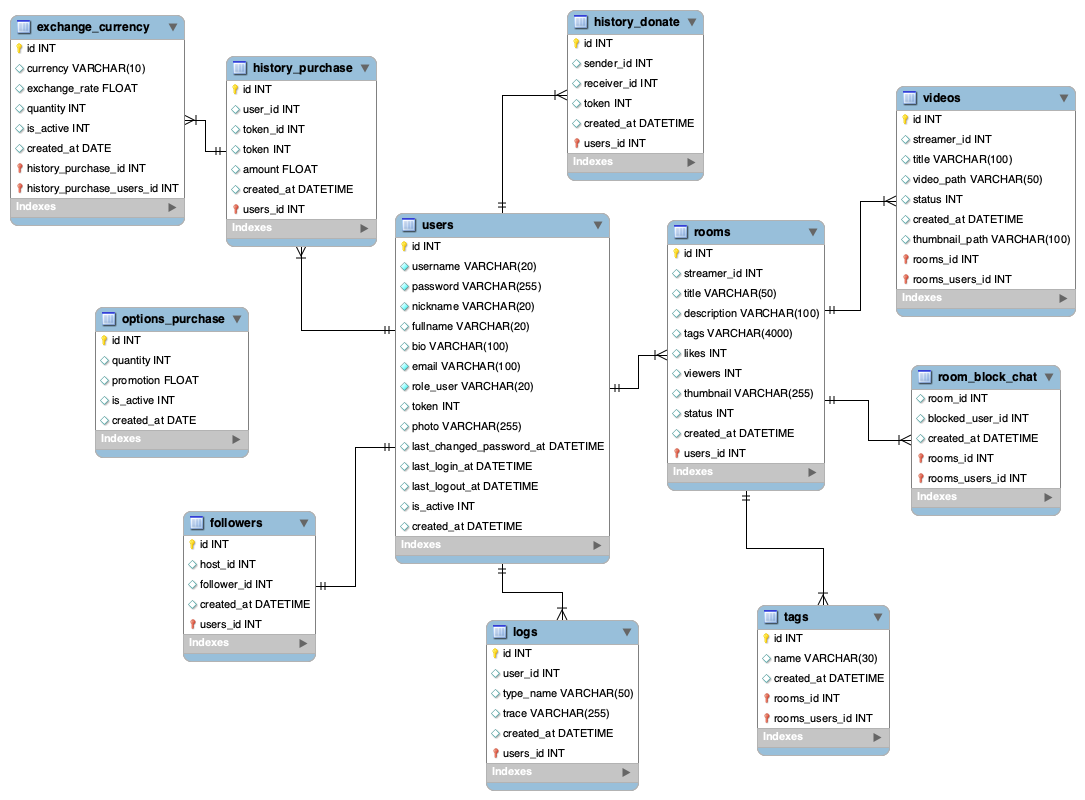 exchange_currency
id INT
currency VARCHAR(10)
exchange_rate FLOAT
quantity INT
is_active INT
created_at DATE
history_purchase_id INT
history_purchase_users_id INT
Indexes
history_purchase
id INT
user_id INT
token_id INT
token INT
amount FLOAT
created_at DATETIME
users_id INT
Indexes
history_donate
id INT
sender_id INT
receiver_id INT
token INT
created_at DATETIME
users_id INT
Indexes
videos
id INT
streamer_id INT
title VARCHAR(100)
video_path VARCHAR(50)
status INT
created_at DATETIME
thumbnail_path VARCHAR(100)
rooms_id INT
rooms_users_id INT
Indexes
users
id INT
username VARCHAR(20)
password VARCHAR(255)
nickname VARCHAR(20)
fullname VARCHAR(20)
bio VARCHAR(100)
email VARCHAR(100)
role_user VARCHAR(20)
token INT
photo VARCHAR(255)
last_changed_password_at DATETIME
last_login_at DATETIME
last_logout_at DATETIME
is_active INT
created_at DATETIME
Indexes
rooms
id INT
streamer_id INT
title VARCHAR(50)
description VARCHAR(100)
tags VARCHAR(4000)
likes INT
viewers INT
thumbnail VARCHAR(255)
status INT
created_at DATETIME
users_id INT
Indexes
options_purchase
id INT
quantity INT
promotion FLOAT
is_active INT
created_at DATE
Indexes
room_block_chat
room_id INT
blocked_user_id INT
created_at DATETIME
rooms_id INT
rooms_users_id INT
Indexes
followers
id INT
host_id INT
follower_id INT
created_at DATETIME
users_id INT
Indexes
logs
id INT
user_id INT
type_name VARCHAR(50)
trace VARCHAR(255)
created_at DATETIME
users_id INT
Indexes
tags
id INT
name VARCHAR(30)
created_at DATETIME
rooms_id INT
rooms_users_id INT
Indexes